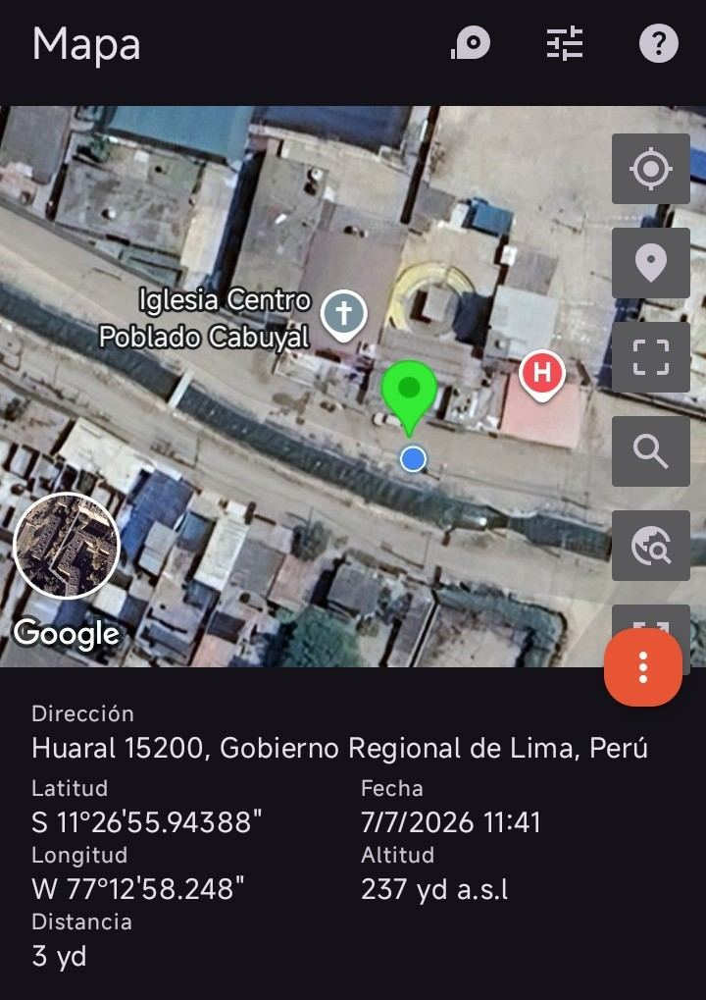 Mapa
Iglesia Centro
Poblado Cabuyal
H
Google
Dirección
Huaral 15200, Gobierno Regional de Lima, Perú
Latitud
S 11°26'55.94388"
Fecha
7/7/2026 11:41
Longitud
W 77°12'58.248"
Altitud
237 yd a.s.l
Distancia
3 yd